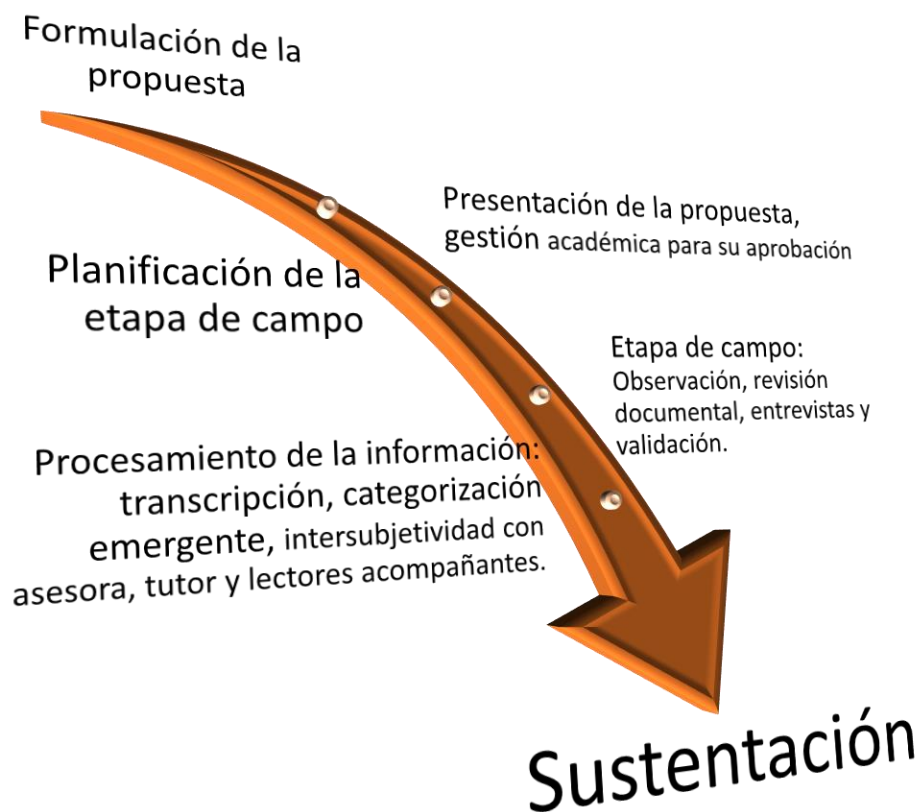 Formulación de la
propuesta
Presentación de la propuesta,
gestión académica para su aprobación
Planificación de la
etapa de campo
Etapa de campo:
Observación, revisión
documental, entrevistas y
validación.
Procesamiento de la información:
transcripción, categorización
emergente, intersubjetividad con
asesora, tutor y lectores acompañantes.
Sustentación